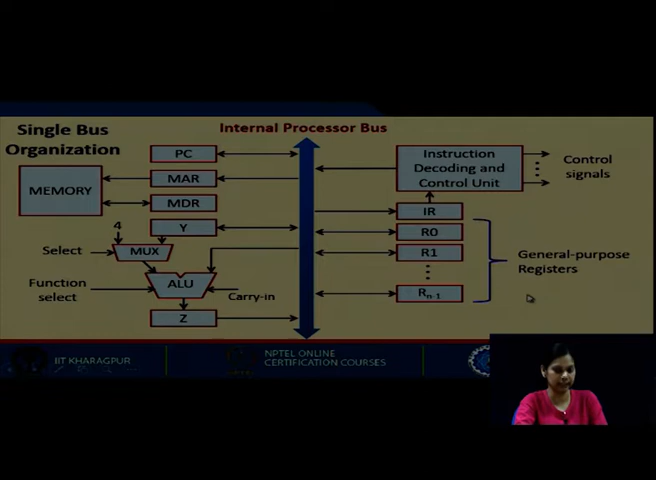 Single Bus
Organization
Internal Processor Bus
PC
MAR
MEMORY
MDR
Y
4
Select
MUX
Function
select
ALU
Carry-in
Z
Instruction
Decoding and
Control Unit
Control
signals
IR
R0
R1
Rn-1
General-purpose
Registers
IIT KHARAGPUR
NPTEL ONLINE
CERTIFICATION COURSES